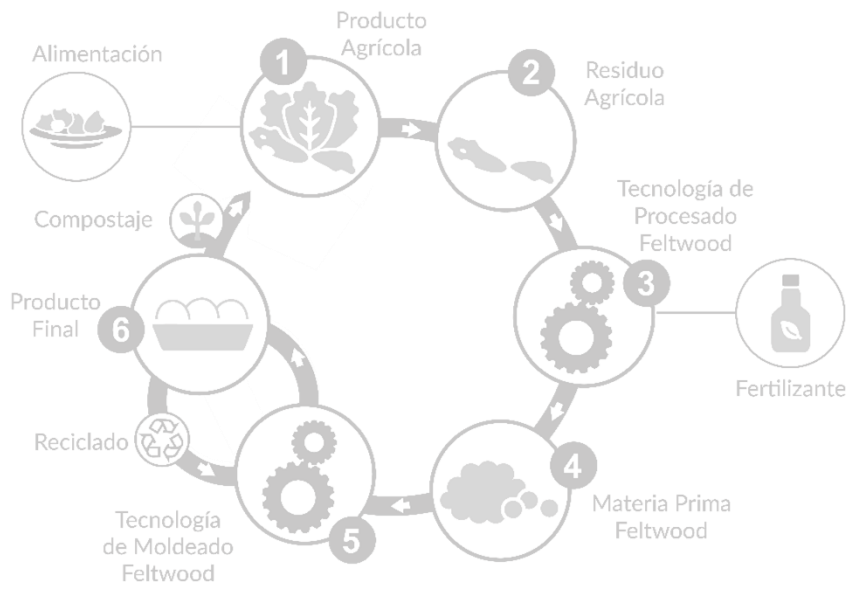 Alimentación
1
Producto
Agrícola
2
Residuo
Agrícola
Tecnología de
Procesado
Feltwood
3
Fertilizante
4
Materia Prima
Feltwood
5
Tecnología
de Moldeado
Feltwood
Reciclado
6
Producto
Final
Compostaje